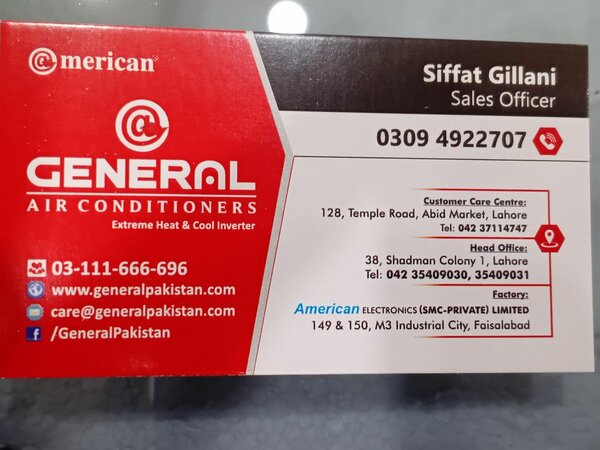 @merican
GENERAL
AIR CONDITIONERS
Extreme Heat & Cool Inverter
03-111-666-696
www.generalpakistan.com
care@generalpakistan.com
/GeneralPakistan
Siffat Gillani
Sales Officer
0309 4922707
Customer Care Centre:
128, Temple Road, Abid Market, Lahore
Tel: 042 37114747
Head Office:
38, Shadman Colony 1, Lahore
Tel: 042 35409030, 35409031
Factory:
American ELECTRONICS (SMC-PRIVATE) LIMITED
149 & 150, M3 Industrial City, Faisalabad